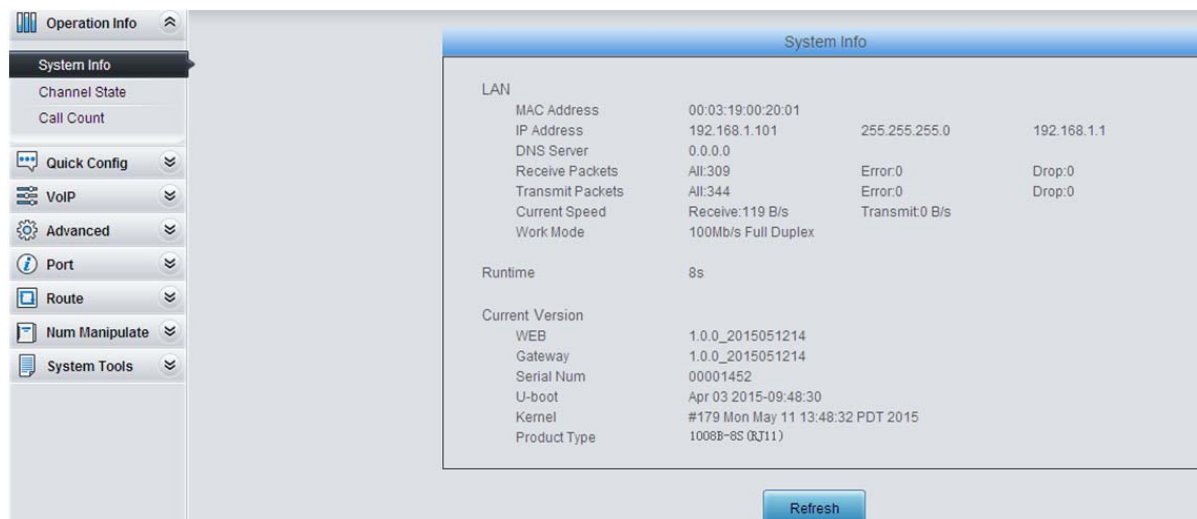 Operation Info
System Info
Channel State
Call Count
Quick Config
VoIP
Advanced
Port
Route
Num Manipulate
System Tools
System Info
LAN
MAC Address 00:03:19:00:20:01
IP Address 192.168.1.101 255.255.255.0 192.168.1.1
DNS Server 0.0.0.0
Receive Packets All:309 Error:0 Drop:0
Transmit Packets All:344 Error:0 Drop:0
Current Speed Receive:119 B/s Transmit:0 B/s
Work Mode 100Mb/s Full Duplex
Runtime 8s
Current Version
WEB 1.0.0_2015051214
Gateway 1.0.0_2015051214
Serial Num 00001452
U-boot Apr 03 2015-09:48:30
Kernel #179 Mon May 11 13:48:32 PDT 2015
Product Type 1008B-8S(RJ11)
Refresh